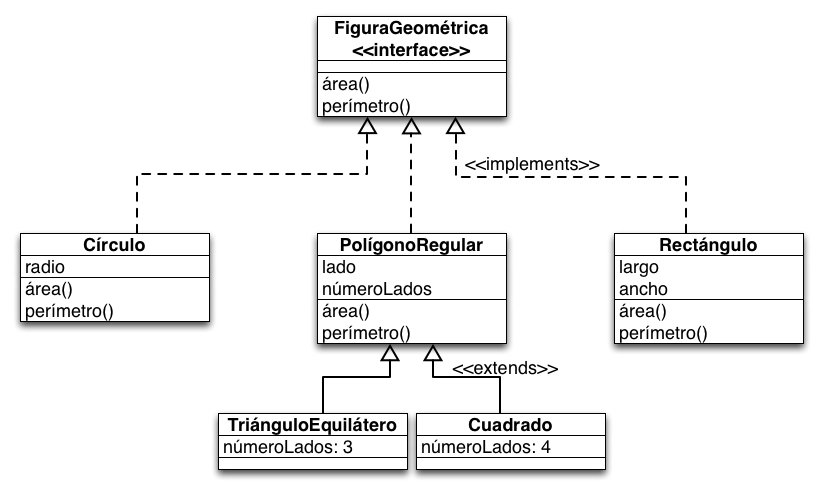 FiguraGeométrica
<<interface>>
área()
perímetro()
<<implements>>
Círculo
radio
área()
perímetro()
PolígonoRegular
lado
númeroLados
área()
perímetro()
Rectángulo
largo
ancho
área()
perímetro()
<<extends>>
TriánguloEquilátero
númeroLados: 3
Cuadrado
númeroLados: 4